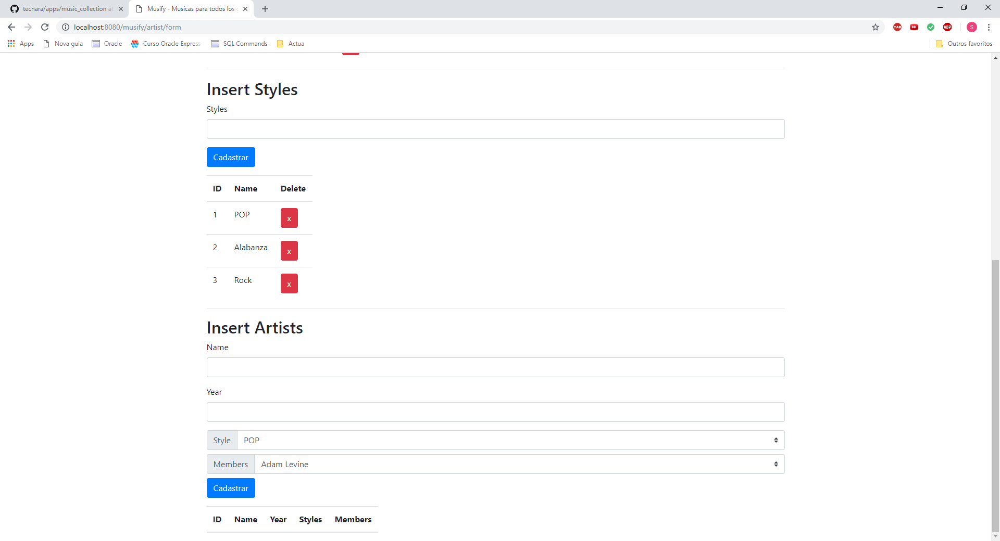 tecnara/apps/music_collection at
Musify - Musicas para todos los
localhost:8080/musify/artist/form
YAB
ABP
S
Apps
Nova guia
Oracle
Curso Oracle Express
SQL Commands
Actua
Outros favoritos
Insert Styles
Styles
Cadastrar
ID Name Delete
1 POP x
2 Alabanza x
3 Rock x
Insert Artists
Name
Year
Style POP
Members Adam Levine
Cadastrar
ID Name Year Styles Members